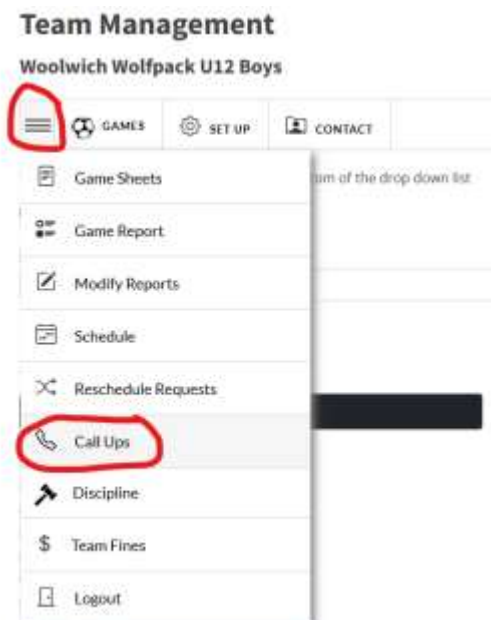 Team Management
Woolwich Wolfpack U12 Boys
GAMES SET UP CONTACT
Game Sheets
of the drop down list
Game Report
Modify Reports
Schedule
Reschedule Requests
Call Ups
Discipline
$ Team Fines
Logout